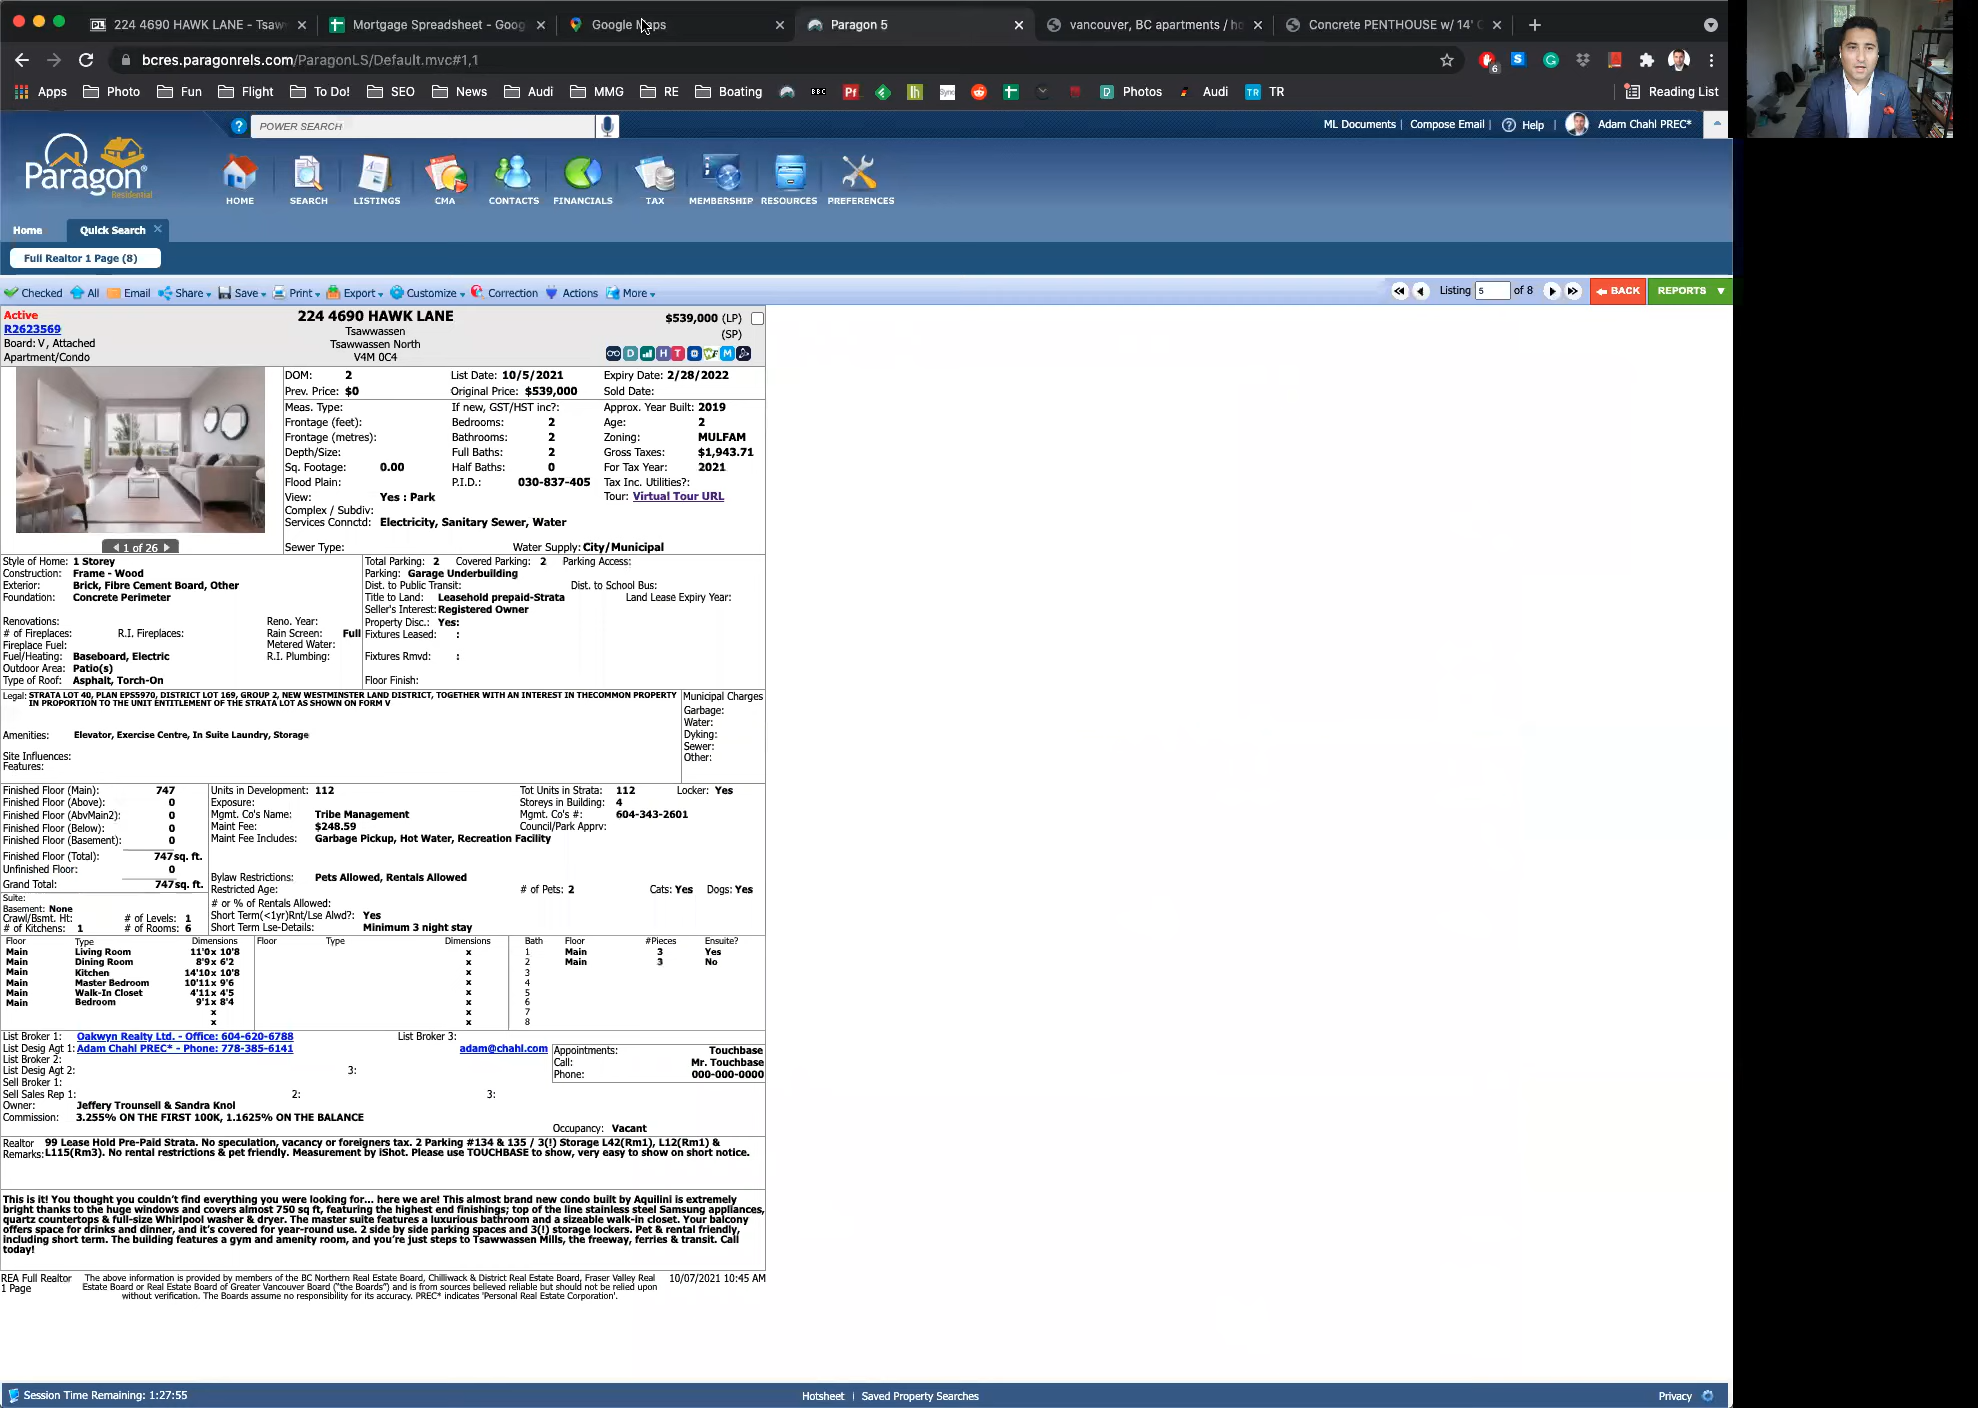 224 4690 HAWK LANE - Tsaw
Mortgage Spreadsheet - Goog
Google Maps
Paragon 5
vancouver, BC apartments / ho
Concrete PENTHOUSE w/ 14' C
bcres.paragonrels.com/ParagonLS/Default.mvc#1,1
Apps Photo Fun Flight To Do! SEO News Audi MMG RE Boating Photos Audi TR Reading List
POWER SEARCH
ML Documents | Compose Email | Help | Adam Chahl PREC*
Paragon
Residential
HOME SEARCH LISTINGS CMA CONTACTS FINANCIALS TAX MEMBERSHIP RESOURCES PREFERENCES
Home Quick Search
Full Realtor 1 Page (8)
Checked All Email Share Save Print Export Customize Correction Actions More
Listing 5 of 8 BACK REPORTS
Active 224 4690 HAWK LANE $539,000 (LP)
R2623569 Tsawwassen (SP)
Board: V, Attached Tsawwassen North
Apartment/Condo V4M 0C4
DOM: 2 List Date: 10/5/2021 Expiry Date: 2/28/2022
Prev. Price: $0 Original Price: $539,000 Sold Date:
Meas. Type: If new, GST/HST inc?: Approx. Year Built: 2019
Frontage (feet): Bedrooms: 2 Age: 2
Frontage (metres): Bathrooms: 2 Zoning: MULFAM
Depth/Size: Full Baths: 2 Gross Taxes: $1,943.71
Sq. Footage: 0.00 Half Baths: 0 For Tax Year: 2021
Flood Plain: P.I.D.: 030-837-405 Tax Inc. Utilities?:
View: Yes : Park Tour: Virtual Tour URL
Complex / Subdiv:
Services Connctd: Electricity, Sanitary Sewer, Water
1 of 26
Sewer Type: Water Supply: City/Municipal
Style of Home: 1 Storey Total Parking: 2 Covered Parking: 2 Parking Access:
Construction: Frame - Wood Parking: Garage Underbuilding
Exterior: Brick, Fibre Cement Board, Other Dist. to Public Transit: Dist. to School Bus:
Foundation: Concrete Perimeter Title to Land: Leasehold prepaid-Strata Land Lease Expiry Year:
Seller's Interest: Registered Owner
Renovations: Reno. Year: Property Disc.: Yes:
# of Fireplaces: R.I. Fireplaces: Rain Screen: Full Fixtures Leased: :
Fireplace Fuel: Metered Water:
Fuel/Heating: Baseboard, Electric R.I. Plumbing: Fixtures Rmvd: :
Outdoor Area: Patio(s)
Type of Roof: Asphalt, Torch-On Floor Finish:
Legal: STRATA LOT 40, PLAN EPS5970, DISTRICT LOT 169, GROUP 2, NEW WESTMINSTER LAND DISTRICT, TOGETHER WITH AN INTEREST IN THECOMMON PROPERTY
IN PROPORTION TO THE UNIT ENTITLEMENT OF THE STRATA LOT AS SHOWN ON FORM V
Municipal Charges
Garbage:
Water:
Dyking:
Sewer:
Other:
Amenities: Elevator, Exercise Centre, In Suite Laundry, Storage
Site Influences:
Features:
Finished Floor (Main): 747 Units in Development: 112 Tot Units in Strata: 112 Locker: Yes
Finished Floor (Above): 0 Exposure: Storeys in Building: 4
Finished Floor (AbvMain2): 0 Mgmt. Co's Name: Tribe Management Mgmt. Co's #: 604-343-2601
Finished Floor (Below): 0 Maint Fee: $248.59 Council/Park Apprv:
Finished Floor (Basement): 0 Maint Fee Includes: Garbage Pickup, Hot Water, Recreation Facility
Finished Floor (Total): 747sq. ft.
Unfinished Floor: 0
Grand Total: 747sq. ft.
Bylaw Restrictions: Pets Allowed, Rentals Allowed
Restricted Age: # of Pets: 2 Cats: Yes Dogs: Yes
# or % of Rentals Allowed:
Short Term(<1yr)Rnt/Lse Alwd?: Yes
Short Term Lse-Details: Minimum 3 night stay
Suite:
Basement: None
Crawl/Bsmt. Ht: # of Levels: 1
# of Kitchens: 1 # of Rooms: 6
Floor Type Dimensions Floor Type Dimensions Bath Floor #Pieces Ensuite?
Main Living Room 11'0x 10'8 x 1 Main 3 Yes
Main Dining Room 8'9x 6'2 x 2 Main 3 No
Main Kitchen 14'10x 10'8 x 3
Main Master Bedroom 10'11x 9'6 x 4
Main Walk-In Closet 4'11x 4'5 x 5
Main Bedroom 9'1x 8'4 x 6
x x 7
x x 8
List Broker 1: Oakwyn Realty Ltd. - Office: 604-620-6788 List Broker 3:
List Desig Agt 1: Adam Chahl PREC* - Phone: 778-385-6141 adam@chahl.com
List Broker 2:
List Desig Agt 2: 3:
Sell Broker 1:
Sell Sales Rep 1: 2: 3:
Appointments: Touchbase
Call: Mr. Touchbase
Phone: 000-000-0000
Owner: Jeffery Trounsell & Sandra Knol
Commission: 3.255% ON THE FIRST 100K, 1.1625% ON THE BALANCE
Occupancy: Vacant
Realtor Remarks: 99 Lease Hold Pre-Paid Strata. No speculation, vacancy or foreigners tax. 2 Parking #134 & 135 / 3(!) Storage L42(Rm1), L12(Rm1) &
L115(Rm3). No rental restrictions & pet friendly. Measurement by iShot. Please use TOUCHBASE to show, very easy to show on short notice.
This is it! You thought you couldn't find everything you were looking for... here we are! This almost brand new condo built by Aquilini is extremely
bright thanks to the huge windows and covers almost 750 sq ft, featuring the highest end finishings; top of the line stainless steel Samsung appliances,
quartz countertops & full-size Whirlpool washer & dryer. The master suite features a luxurious bathroom and a sizeable walk-in closet. Your balcony
offers space for drinks and dinner, and it's covered for year-round use. 2 side by side parking spaces and 3(!) storage lockers. Pet & rental friendly,
including short term. The building features a gym and amenity room, and you're just steps to Tsawwassen Mills, the freeway, ferries & transit. Call
today!
REA Full Realtor
1 Page
The above information is provided by members of the BC Northern Real Estate Board, Chilliwack & District Real Estate Board, Fraser Valley Real
Estate Board or Real Estate Board of Greater Vancouver Board ("the Boards") and is from sources believed reliable but should not be relied upon
without verification. The Boards assume no responsibility for its accuracy. PREC* indicates 'Personal Real Estate Corporation'.
10/07/2021 10:45 AM
Session Time Remaining: 1:27:55 Hotsheet | Saved Property Searches Privacy